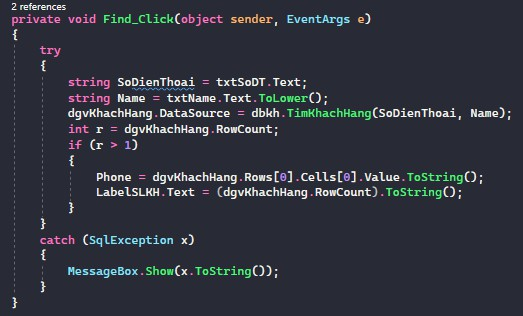 2 references
private void Find_Click(object sender, EventArgs e)
{
try
{
string SoDienThoai = txtSoDT.Text;
string Name = txtName.Text.ToLower();
dgvKhachHang.DataSource = dbkh.TimKhachHang(SoDienThoai, Name);
int r = dgvKhachHang.RowCount;
if (r > 1)
{
Phone = dgvKhachHang.Rows[0].Cells[0].Value.ToString();
LabelSLKH.Text = (dgvKhachHang.RowCount).ToString();
}
}
catch (SqlException x)
{
MessageBox.Show(x.ToString());
}
}